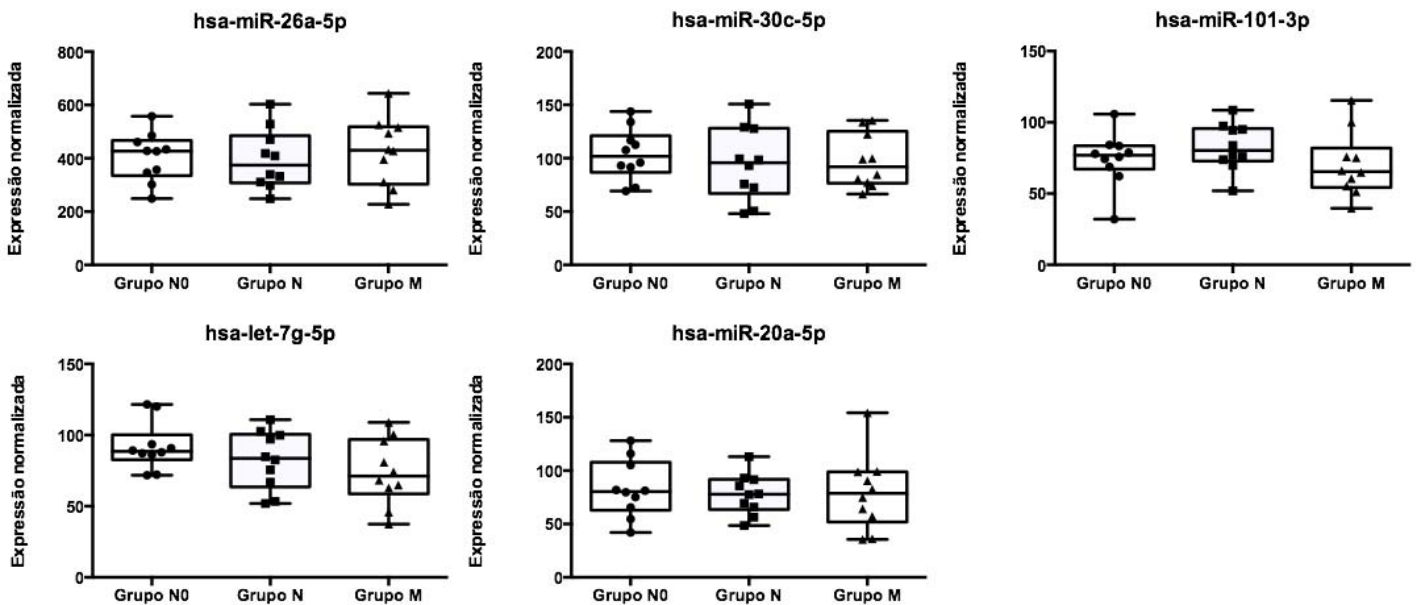 hsa-miR-26a-5p
Expressão normalizada
800
600
400
200
0
Grupo N0 Grupo N Grupo M
hsa-miR-30c-5p
Expressão normalizada
200
150
100
50
0
Grupo N0 Grupo N Grupo M
hsa-miR-101-3p
Expressão normalizada
150
100
50
0
Grupo N0 Grupo N Grupo M
hsa-let-7g-5p
Expressão normalizada
150
100
50
0
Grupo N0 Grupo N Grupo M
hsa-miR-20a-5p
Expressão normalizada
200
150
100
50
0
Grupo N0 Grupo N Grupo M